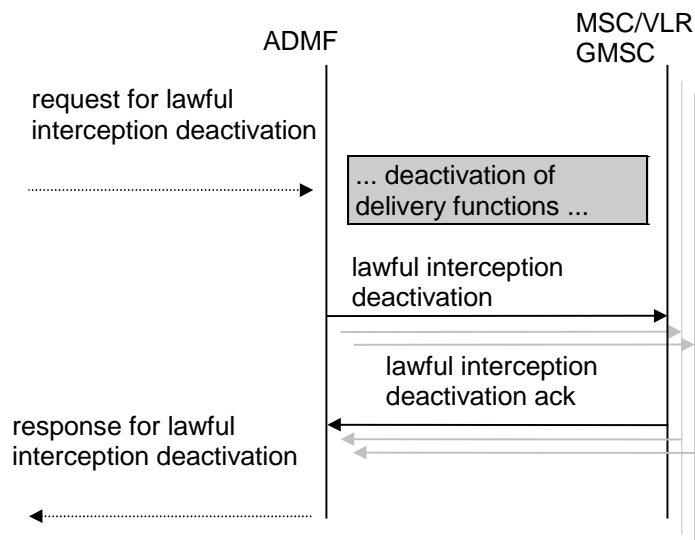 MSC/VLR
ADMF
GMSC
request for lawful
interception deactivation
... deactivation of
delivery functions ...
lawful interception
deactivation
lawful interception
deactivation ack
response for lawful
interception deactivation